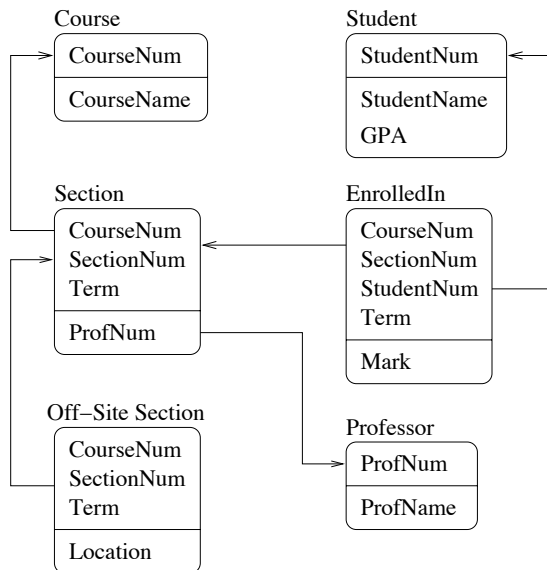 Course
CourseNum
CourseName
Student
StudentNum
StudentName
GPA
Section
CourseNum
SectionNum
Term
ProfNum
EnrolledIn
CourseNum
SectionNum
StudentNum
Term
Mark
Off−Site Section
CourseNum
SectionNum
Term
Location
Professor
ProfNum
ProfName